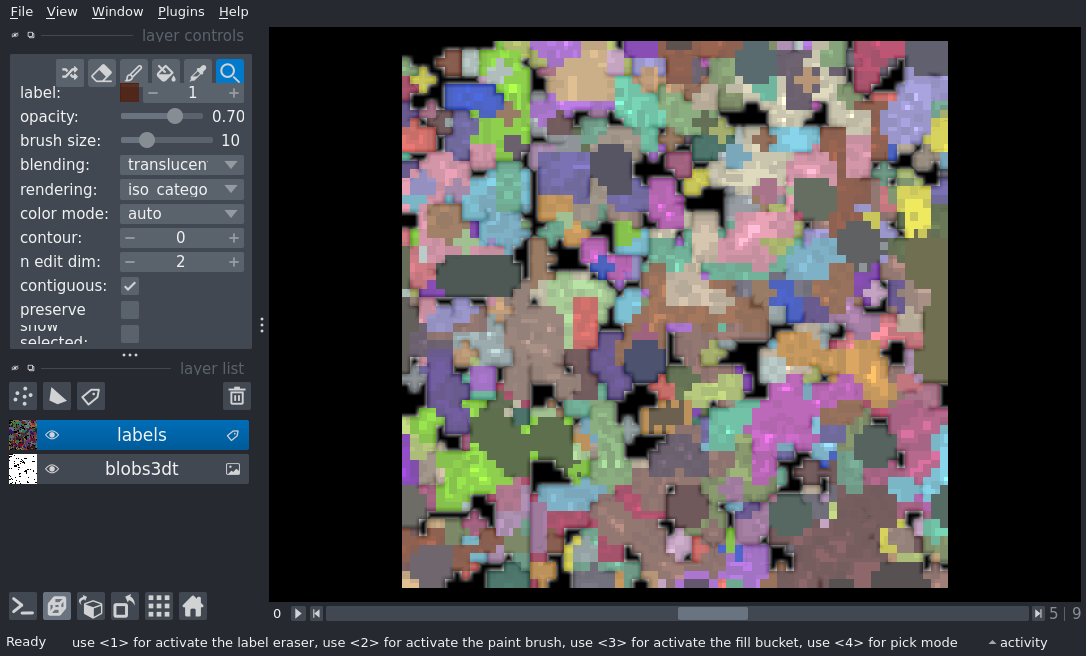 File View Window Plugins Help
layer controls
label: 1
opacity: 0.70
brush size: 10
blending: translucen
rendering: iso_catego
color mode: auto
contour: 0
n edit dim: 2
contiguous:
preserve
show
selected:
layer list
labels
blobs3dt
0 5 | 9
Ready use <1> for activate the label eraser, use <2> for activate the paint brush, use <3> for activate the fill bucket, use <4> for pick mode activity